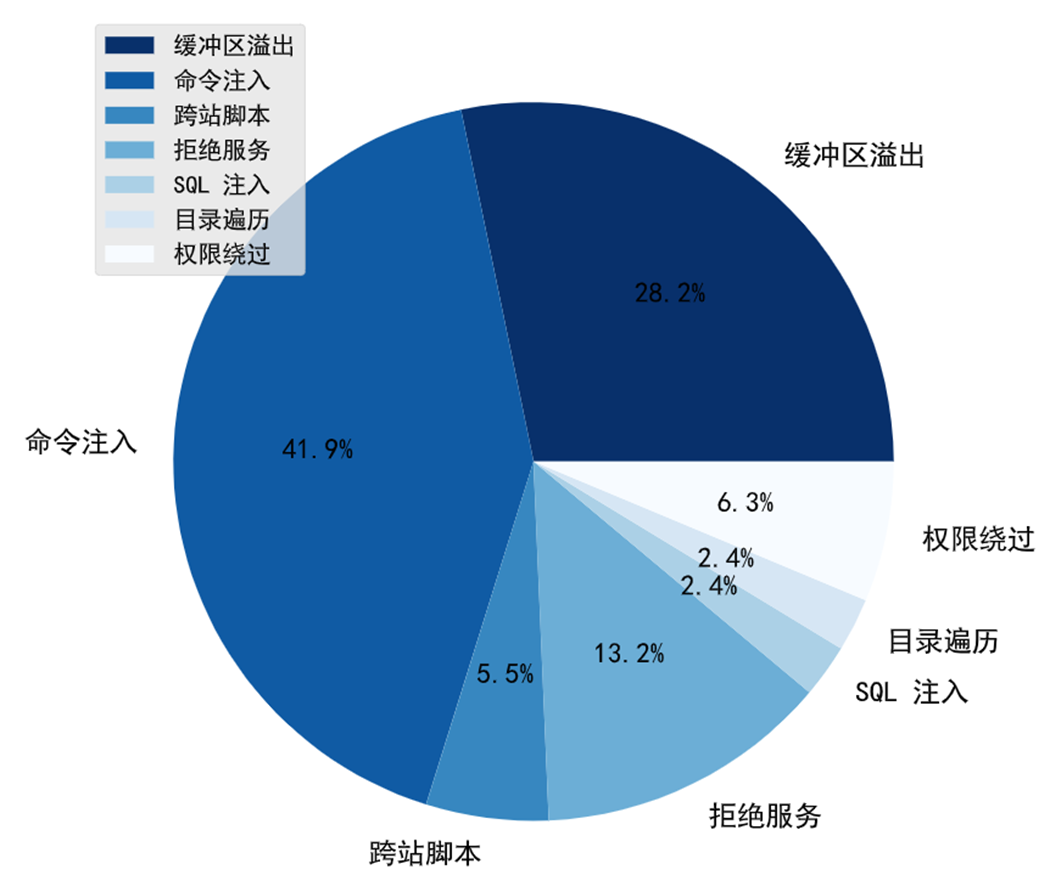 缓冲区溢出
命令注入
跨站脚本
拒绝服务
SQL 注入
目录遍历
权限绕过
缓冲区溢出
28.2%
命令注入
41.9%
6.3%
权限绕过
2.4%
2.4%
目录遍历
13.2%
5.5%
SQL 注入
拒绝服务
跨站脚本